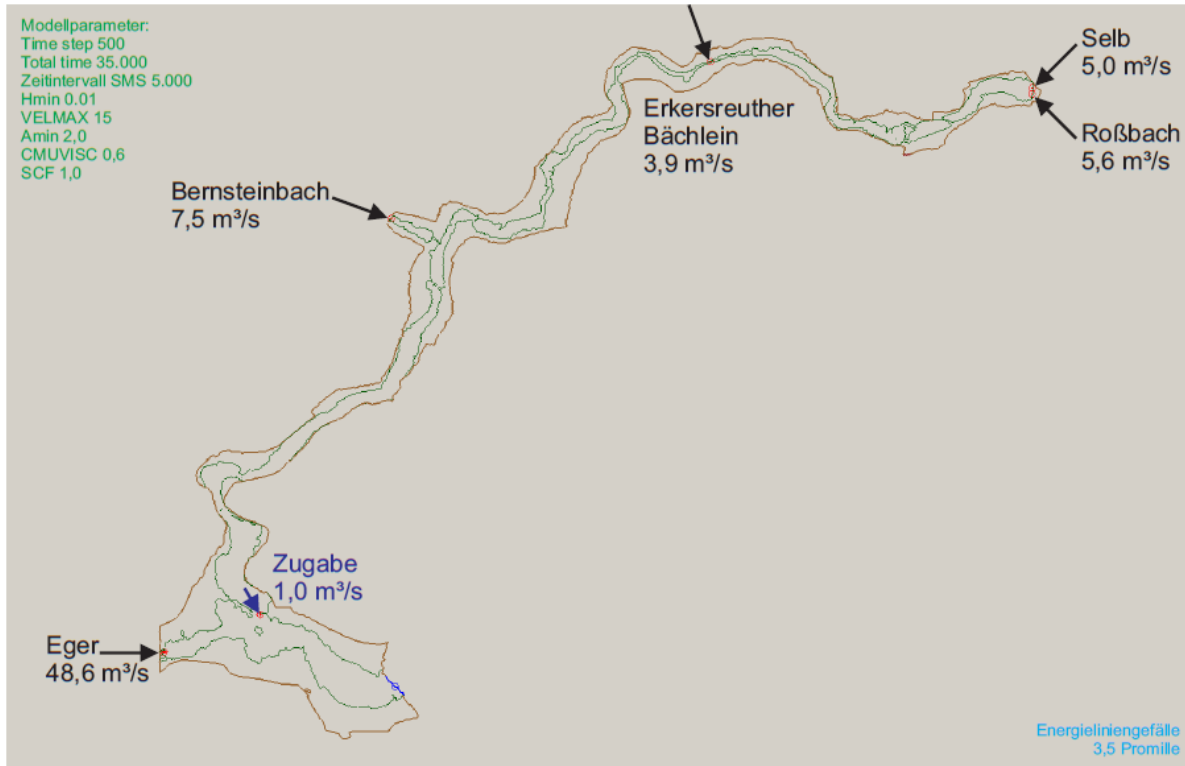 Modellparameter:
Time step 500
Total time 35.000
Zeitintervall SMS 5.000
Hmin 0.01
VELMAX 15
Amin 2,0
CMUVISC 0,6
SCF 1,0
Selb
5,0 m³/s
Erkersreuther
Bächlein
3,9 m³/s
Roßbach
5,6 m³/s
Bernsteinbach
7,5 m³/s
Zugabe
1,0 m³/s
Eger
48,6 m³/s
Energieliniengefälle
3,5 Promille